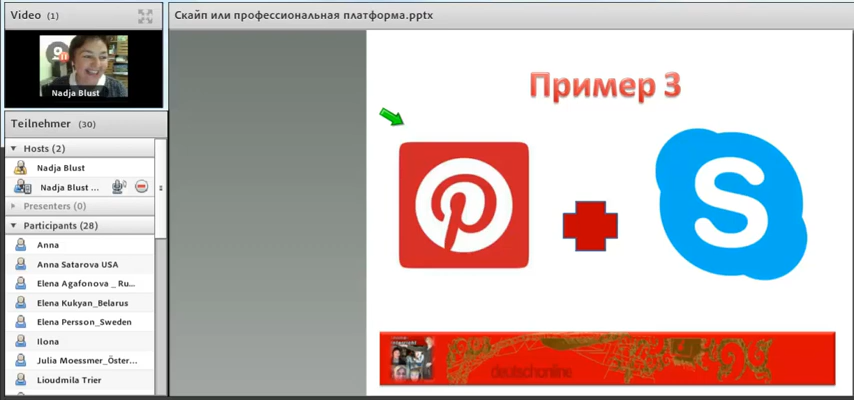 Video (1)
Nadja Blust
Teilnehmer (30)
Hosts (2)
Nadja Blust
Nadja Blust ...
Presenters (0)
Participants (28)
Anna
Anna Satarova USA
Elena Agafonova _ Ru...
Elena Kukyan_Belarus
Elena Persson_Sweden
Ilona
Julia Moessmer_Öster...
Lioudmila Trier
Скайп или профессиональная платформа.pptx
Пример 3
deutschonline